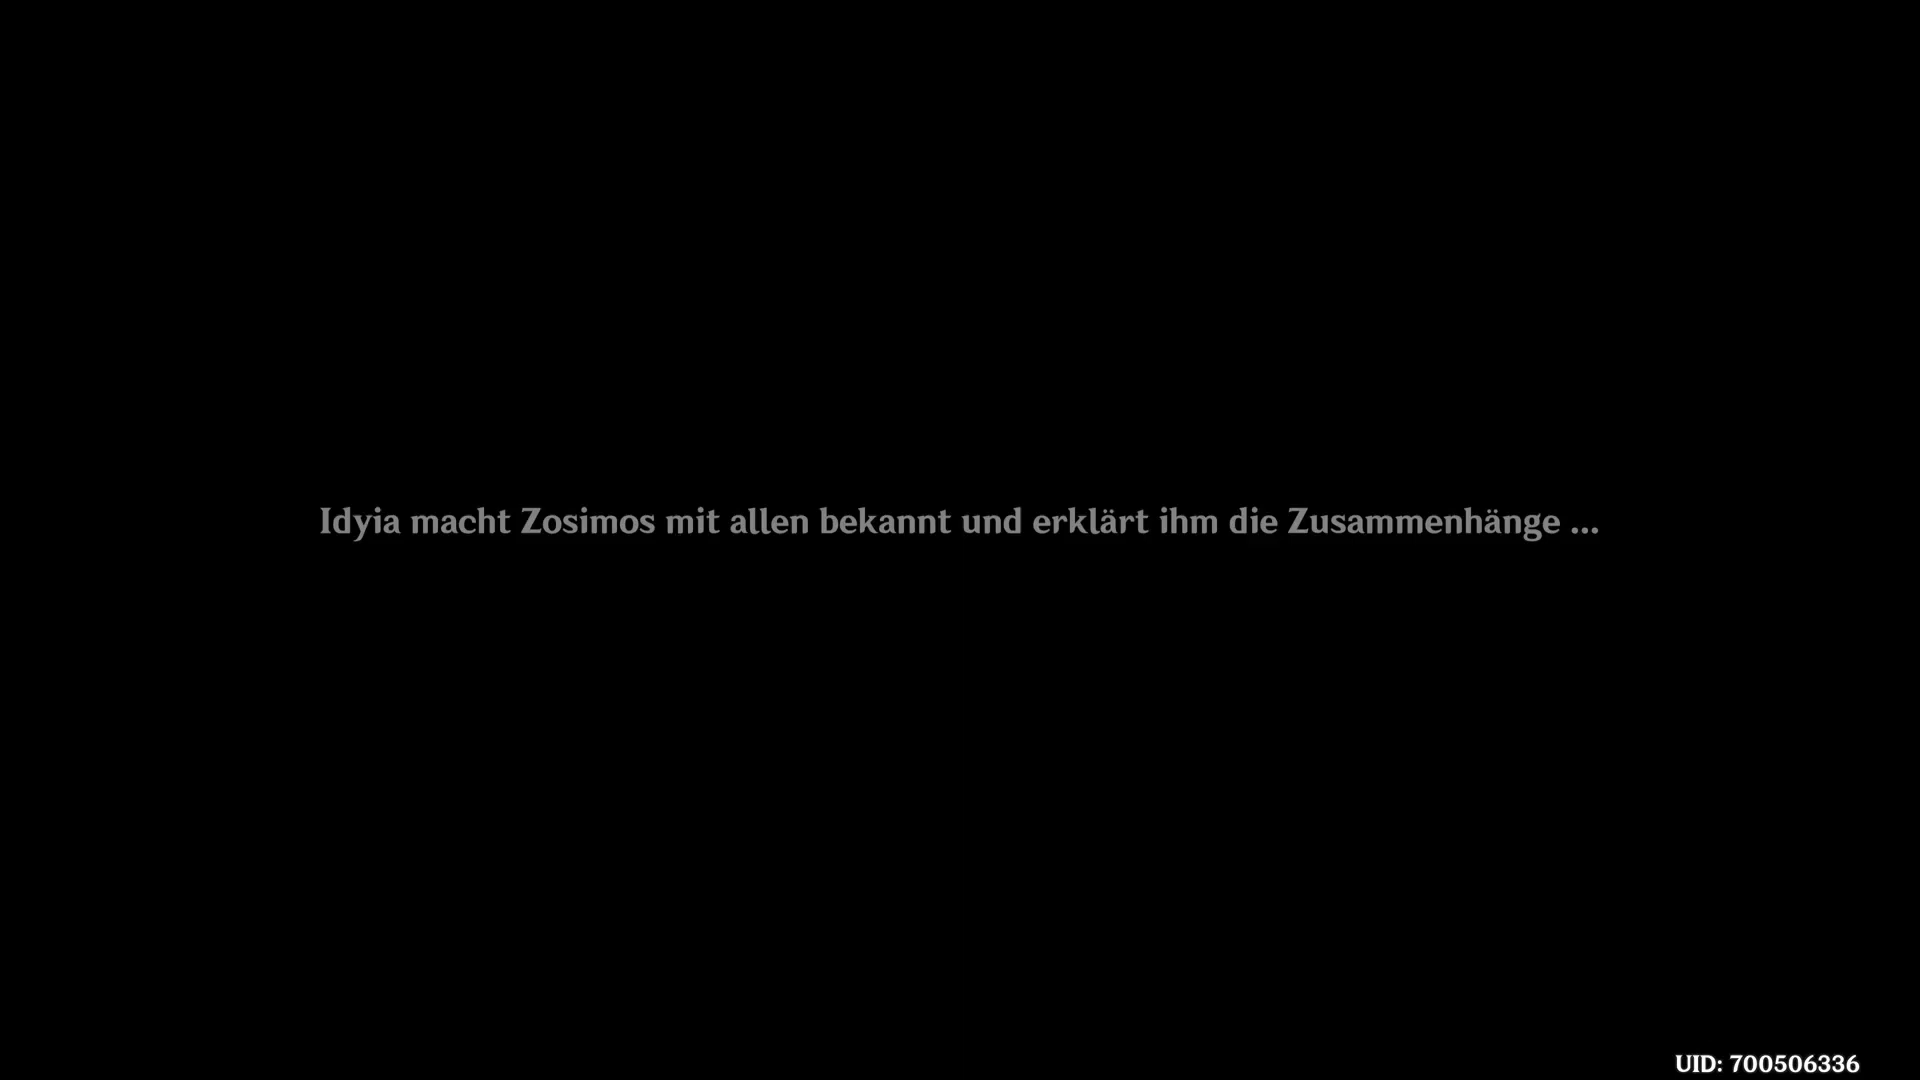 Idyia macht Zosimos mit allen bekannt und erklärt ihm die Zusammenhänge ...
UID: 700506336